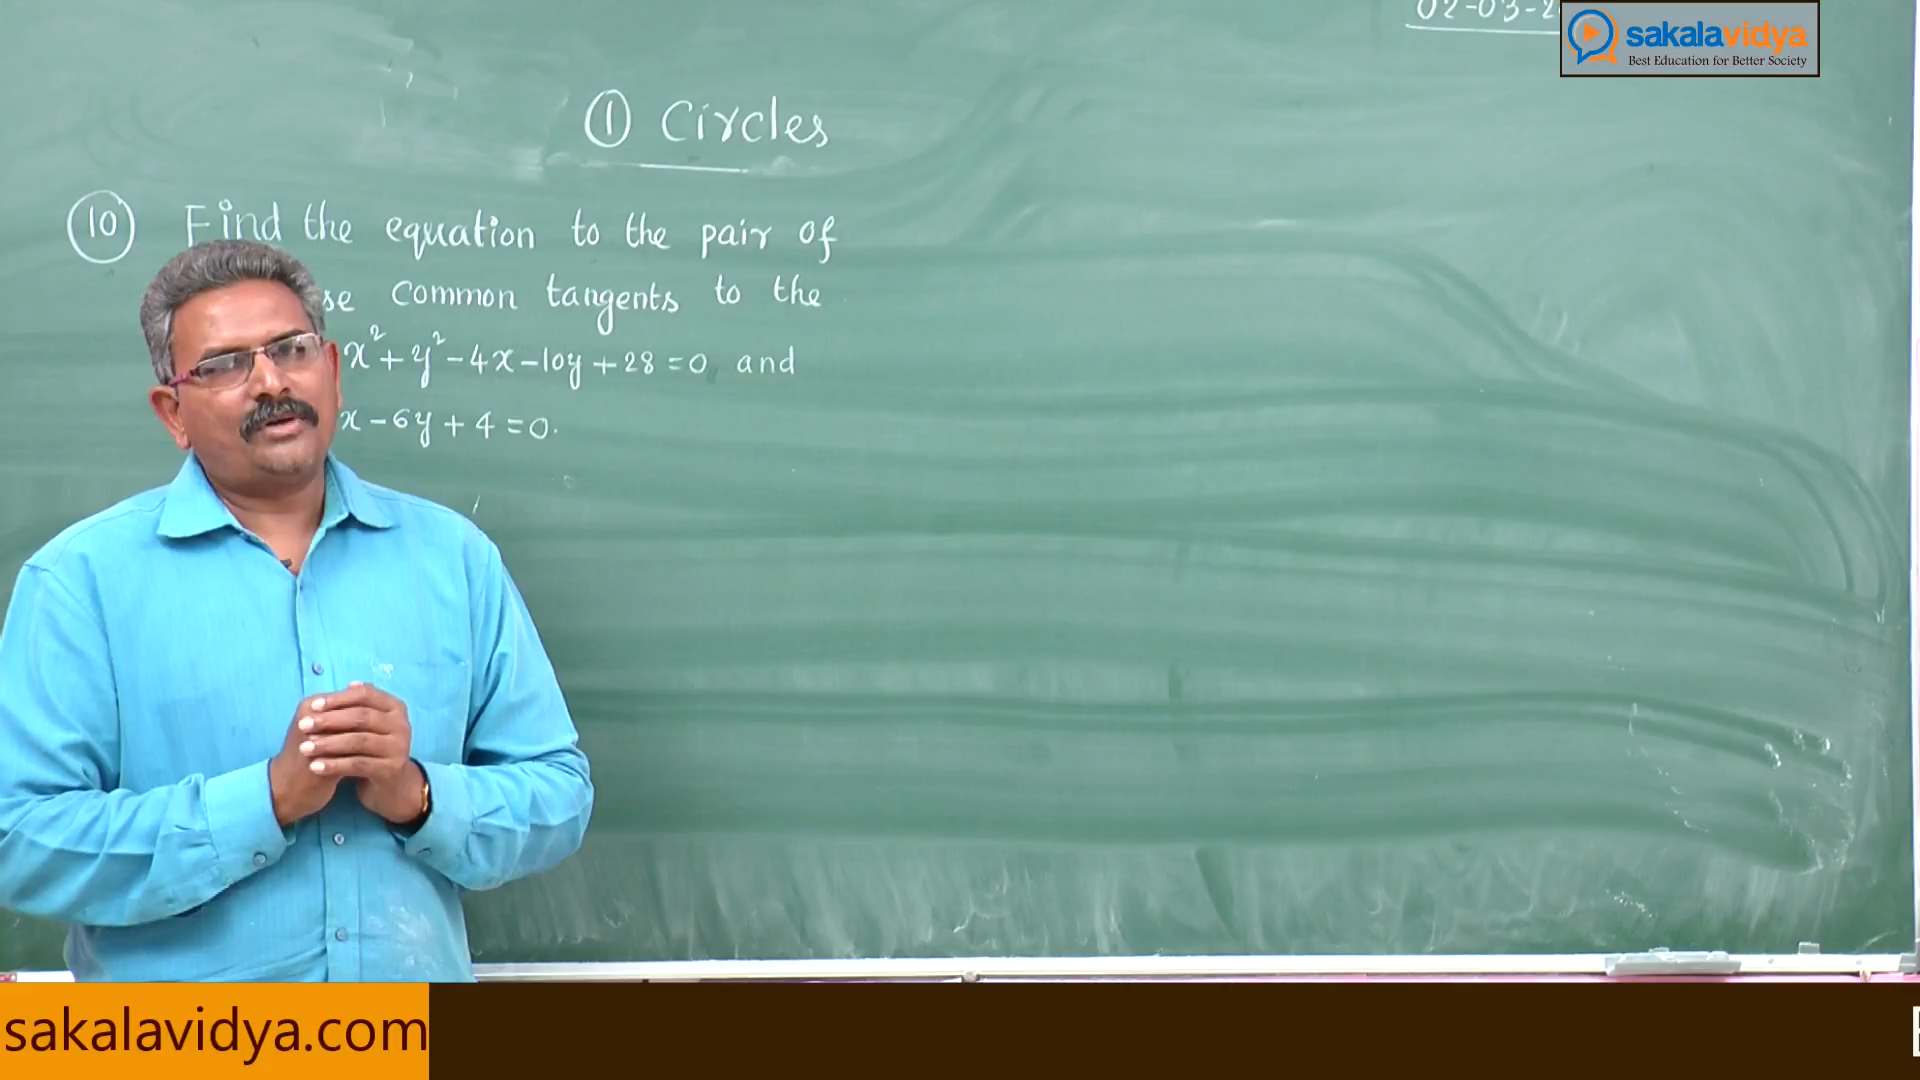 02-03-2
sakalavidya
Best Education for Better Society
① Circles
⑩ Find the equation to the pair of
se common tangents to the
x²+y²-4x-10y+28=0 and
x-6y+4=0.
sakalavidya.com